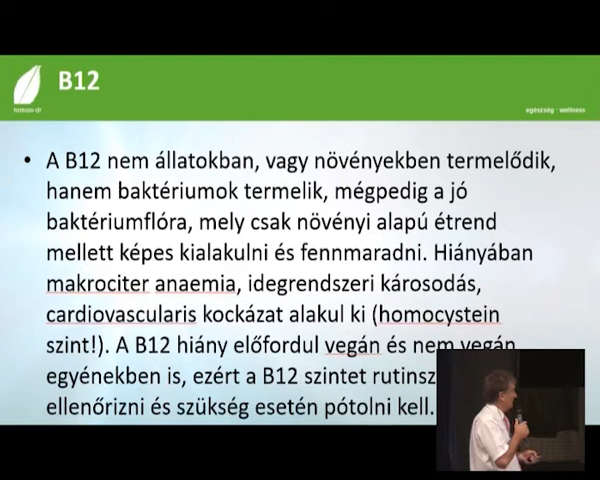 B12
tamasi-dr
egészség · wellness
• A B12 nem állatokban, vagy növényekben termelődik,
hanem baktériumok termelik, mégpedig a jó
baktériumflóra, mely csak növényi alapú étrend
mellett képes kialakulni és fennmaradni. Hiányában
makrociter anaemia, idegrendszeri károsodás,
cardiovascularis kockázat alakul ki (homocystein
szint!). A B12 hiány előfordul vegán és nem vegán
egyénekben is, ezért a B12 szintet rutinsz
ellenőrizni és szükség esetén pótolni kell.